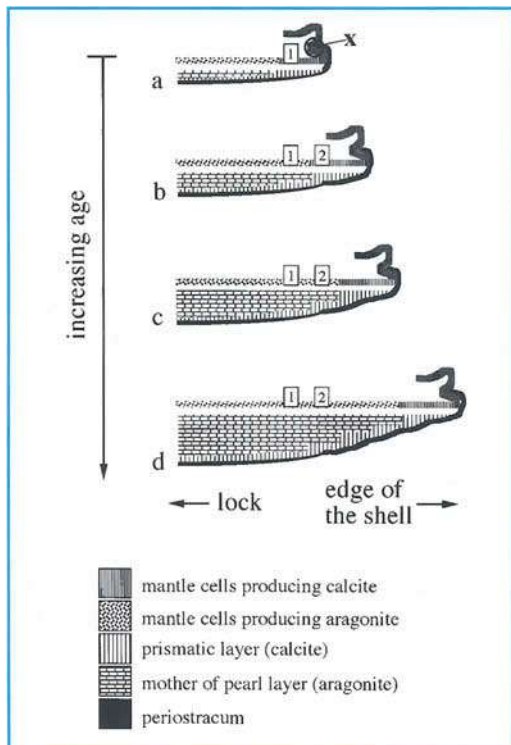 1
X
a
1 2
b
1 2
c
1 2
d
increasing age
lock
edge of
the shell
mantle cells producing calcite
mantle cells producing aragonite
prismatic layer (calcite)
mother of pearl layer (aragonite)
periostracum